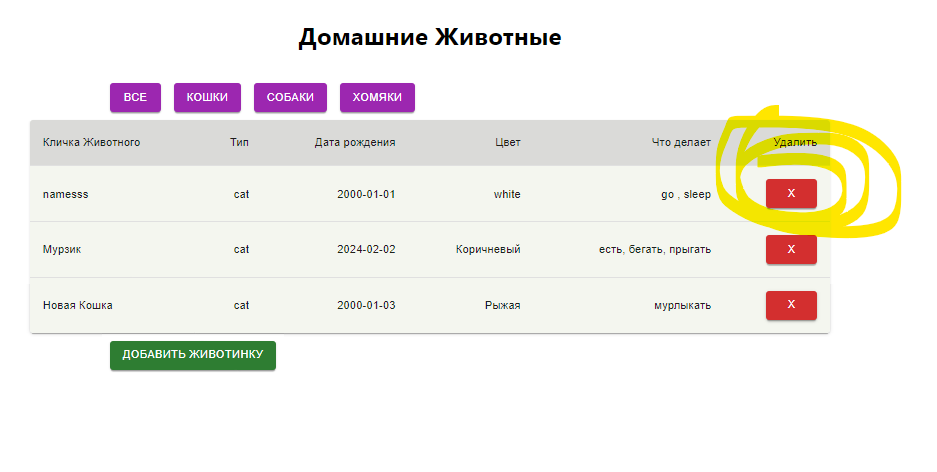 Домашние Животные
ВСЕ КОШКИ СОБАКИ ХОМЯКИ
Кличка Животного Тип Дата рождения Цвет Что делает Удалить
namesss cat 2000-01-01 white go , sleep X
Мурзик cat 2024-02-02 Коричневый есть, бегать, прыгать X
Новая Кошка cat 2000-01-03 Рыжая мурлыкать X
ДОБАВИТЬ ЖИВОТИНКУ